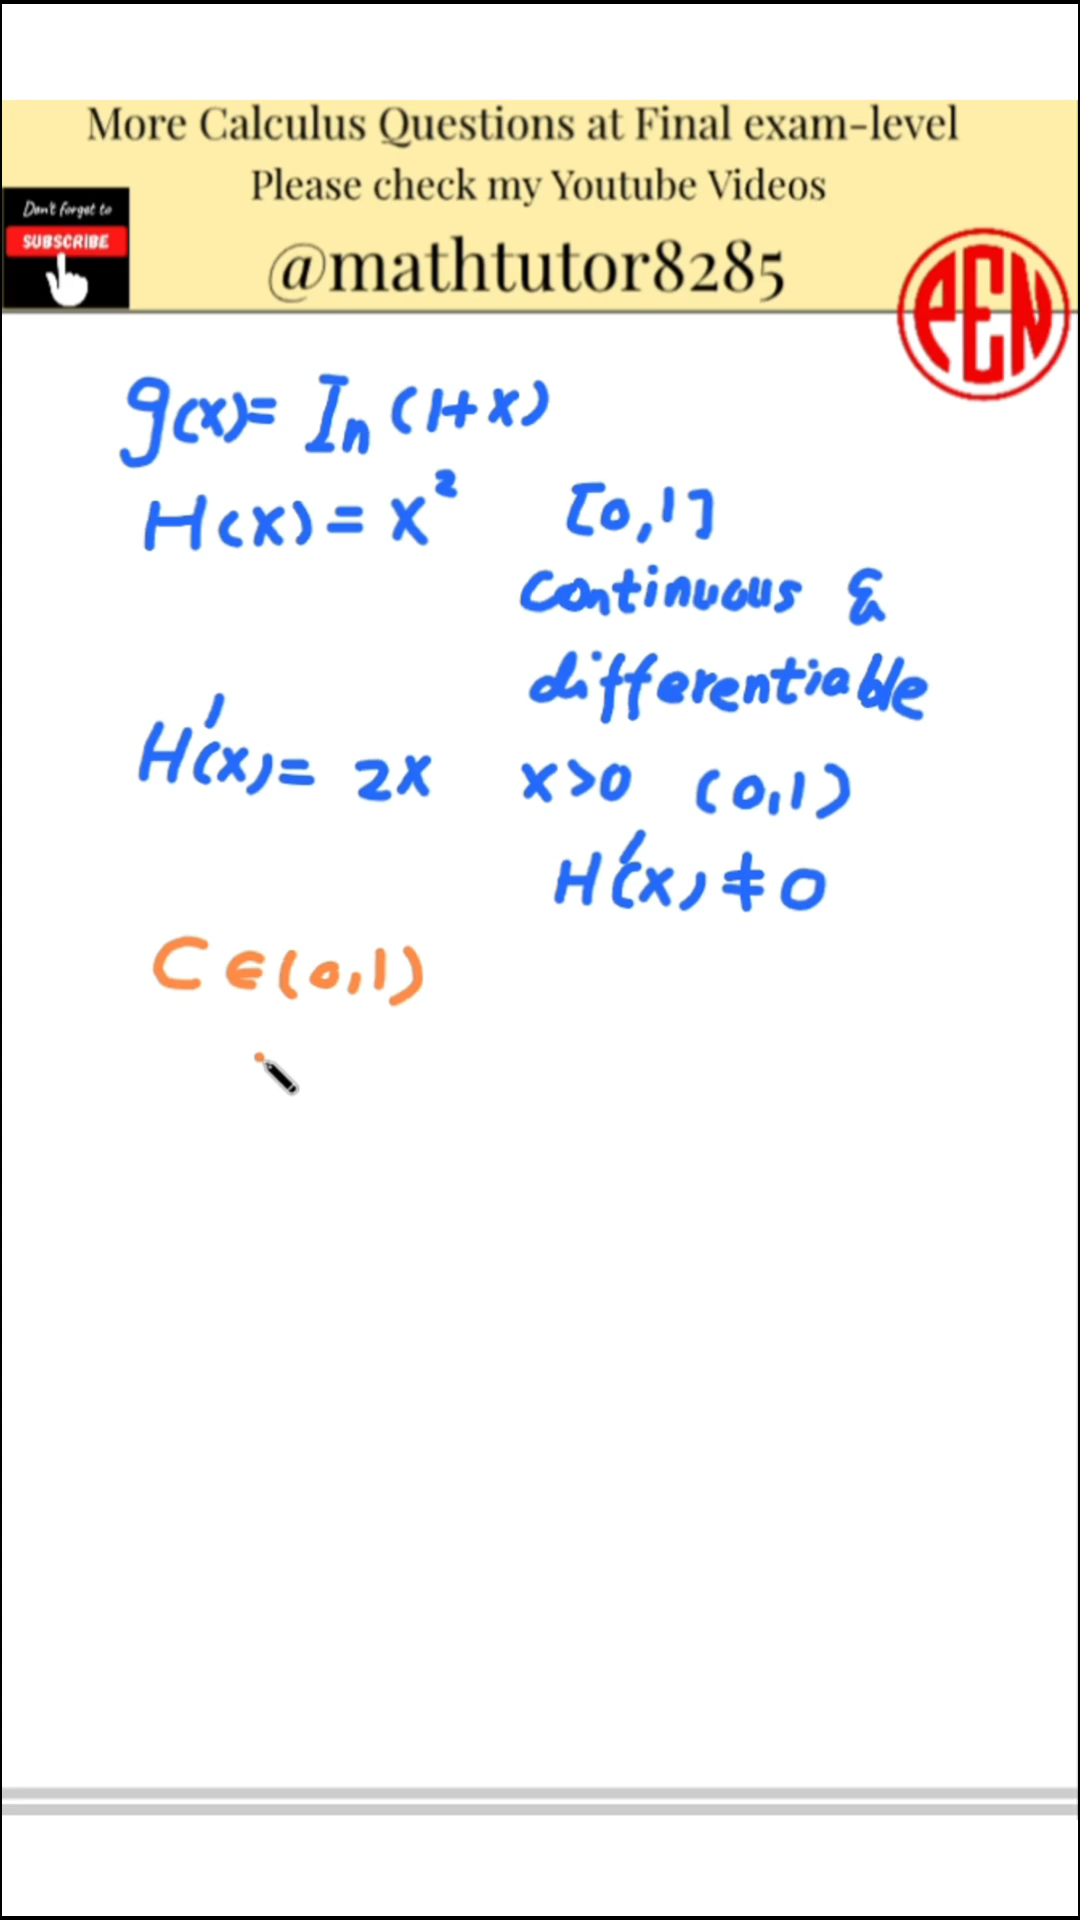 More Calculus Questions at Final exam-level
Please check my Youtube Videos
Don't forget to
SUBSCRIBE
@mathtutor8285
PEN
g(x)= In (1+x)
H(x) = x² [0,1]
continuous &
differentiable
H'(x)= 2x x>0 (0,1)
H'(x) ≠ 0
C ∈ (0,1)